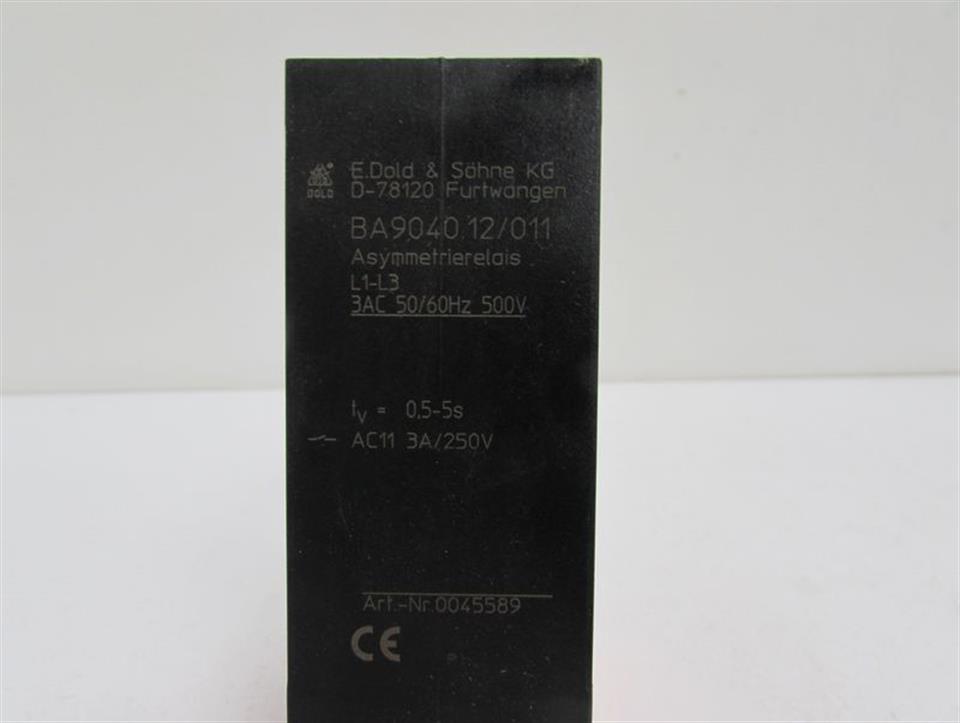 E.Dold & Söhne KG
DOLD D-78120 Furtwangen
BA9040.12/011
Asymmetrierelais
L1-L3
3AC 50/60Hz 500V
tv = 0,5-5s
AC11 3A/250V
Art.-Nr.0045589
CE